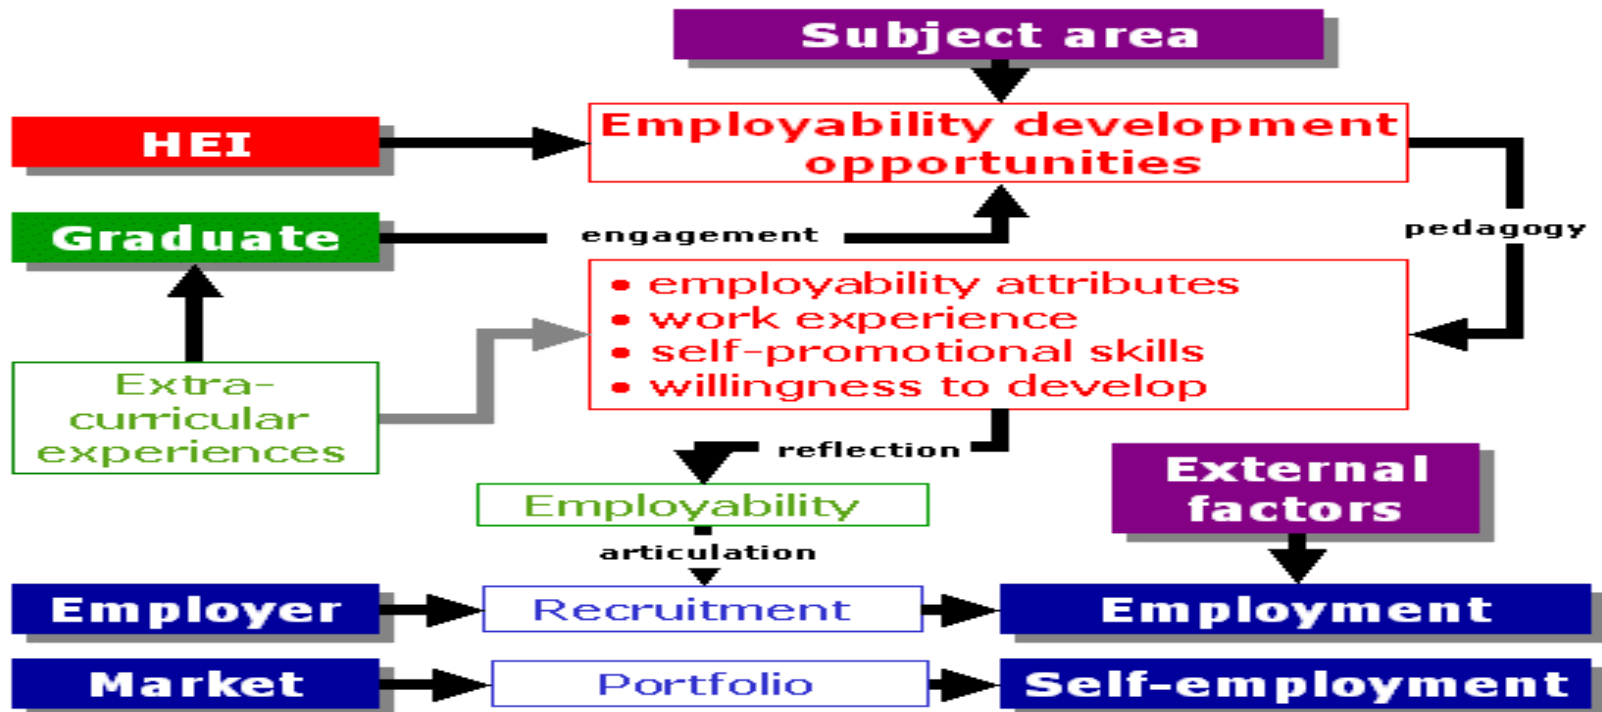 Subject area
HEI
Employability development
opportunities
Graduate
engagement
pedagogy
• employability attributes
• work experience
• self-promotional skills
• willingness to develop
Extra-
curricular
experiences
reflection
External
factors
Employability
articulation
Employer
Recruitment
Employment
Market
Portfolio
Self-employment